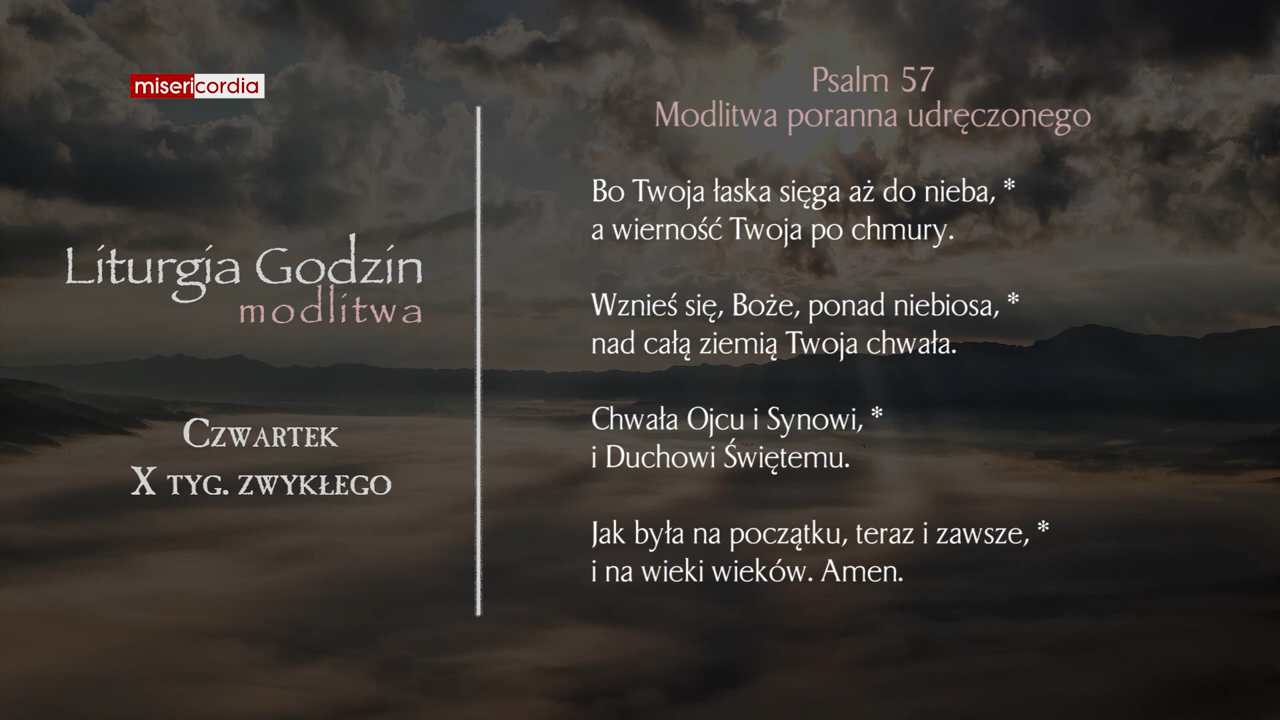 misericordia
Liturgia Godzin
modlitwa
Czwartek
X tyg. zwykłego
Psalm 57
Modlitwa poranna udręczonego
Bo Twoja łaska sięga aż do nieba, *
a wierność Twoja po chmury.
Wznieś się, Boże, ponad niebiosa, *
nad całą ziemią Twoja chwała.
Chwała Ojcu i Synowi, *
i Duchowi Świętemu.
Jak była na początku, teraz i zawsze, *
i na wieki wieków. Amen.